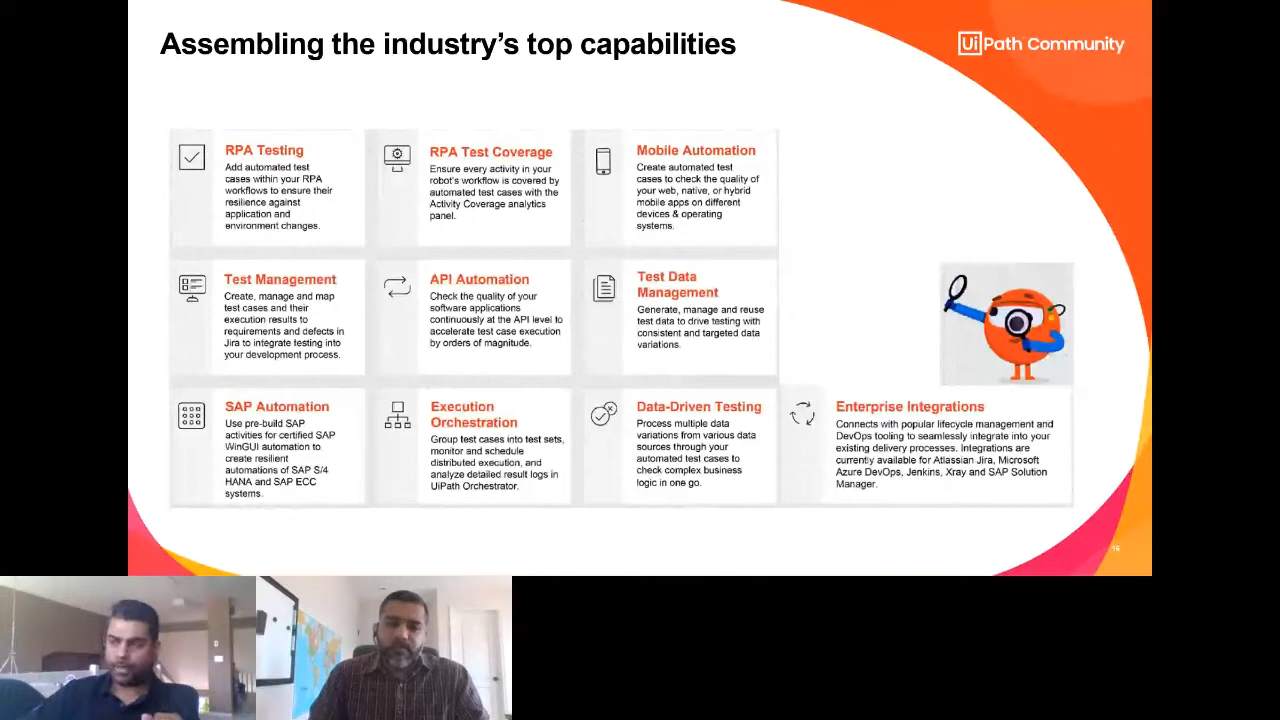 Assembling the industry's top capabilities
UiPath Community
RPA Testing
Add automated test
cases within your RPA
workflows to ensure their
resilience against
application and
environment changes.
RPA Test Coverage
Ensure every activity in your
robot's workflow is covered by
automated test cases with the
Activity Coverage analytics
panel.
Mobile Automation
Create automated test
cases to check the quality of
your web, native, or hybrid
mobile apps on different
devices & operating
systems.
Test Management
Create, manage and map
test cases and their
execution results to
requirements and defects in
Jira to integrate testing into
your development process.
API Automation
Check the quality of your
software applications
continuously at the API level to
accelerate test case execution
by orders of magnitude.
Test Data
Management
Generate, manage and reuse
test data to drive testing with
consistent and targeted data
variations.
SAP Automation
Use pre-build SAP
activities for certified SAP
WinGUI automation to
create resilient
automations of SAP S/4
HANA and SAP ECC
systems.
Execution
Orchestration
Group test cases into test sets,
monitor and schedule
distributed execution, and
analyze detailed result logs in
UiPath Orchestrator.
Data-Driven Testing
Process multiple data
variations from various data
sources through your
automated test cases to
check complex business
logic in one go.
Enterprise Integrations
Connects with popular lifecycle management and
DevOps tooling to seamlessly integrate into your
existing delivery processes. Integrations are
currently available for Atlassian Jira, Microsoft
Azure DevOps, Jenkins, Xray and SAP Solution
Manager.
16